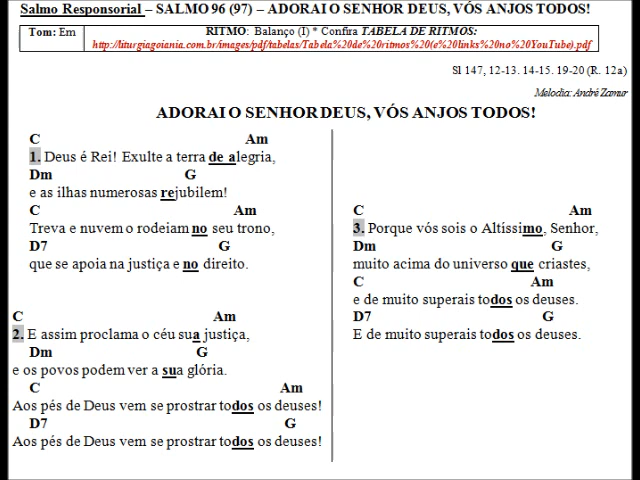 Salmo Responsorial – SALMO 96 (97) – ADORAI O SENHOR DEUS, VÓS ANJOS TODOS!
Tom: Em
RITMO: Balanço (I) * Confira TABELA DE RITMOS:
http://liturgiagoiania.com.br/images/pdf/tabelas/Tabela%20de%20ritmos%20(e%20links%20no%20YouTube).pdf
Sl 147, 12-13. 14-15. 19-20 (R. 12a)
Melodia: André Zamur
ADORAI O SENHOR DEUS, VÓS ANJOS TODOS!
C Am
1. Deus é Rei! Exulte a terra de alegria,
Dm G
e as ilhas numerosas rejubilem!
C Am
Treva e nuvem o rodeiam no seu trono,
D7 G
que se apoia na justiça e no direito.
C Am
2. E assim proclama o céu sua justiça,
Dm G
e os povos podem ver a sua glória.
C Am
Aos pés de Deus vem se prostrar todos os deuses!
D7 G
Aos pés de Deus vem se prostrar todos os deuses!
C Am
3. Porque vós sois o Altíssimo, Senhor,
Dm G
muito acima do universo que criastes,
C Am
e de muito superais todos os deuses.
D7 G
E de muito superais todos os deuses.